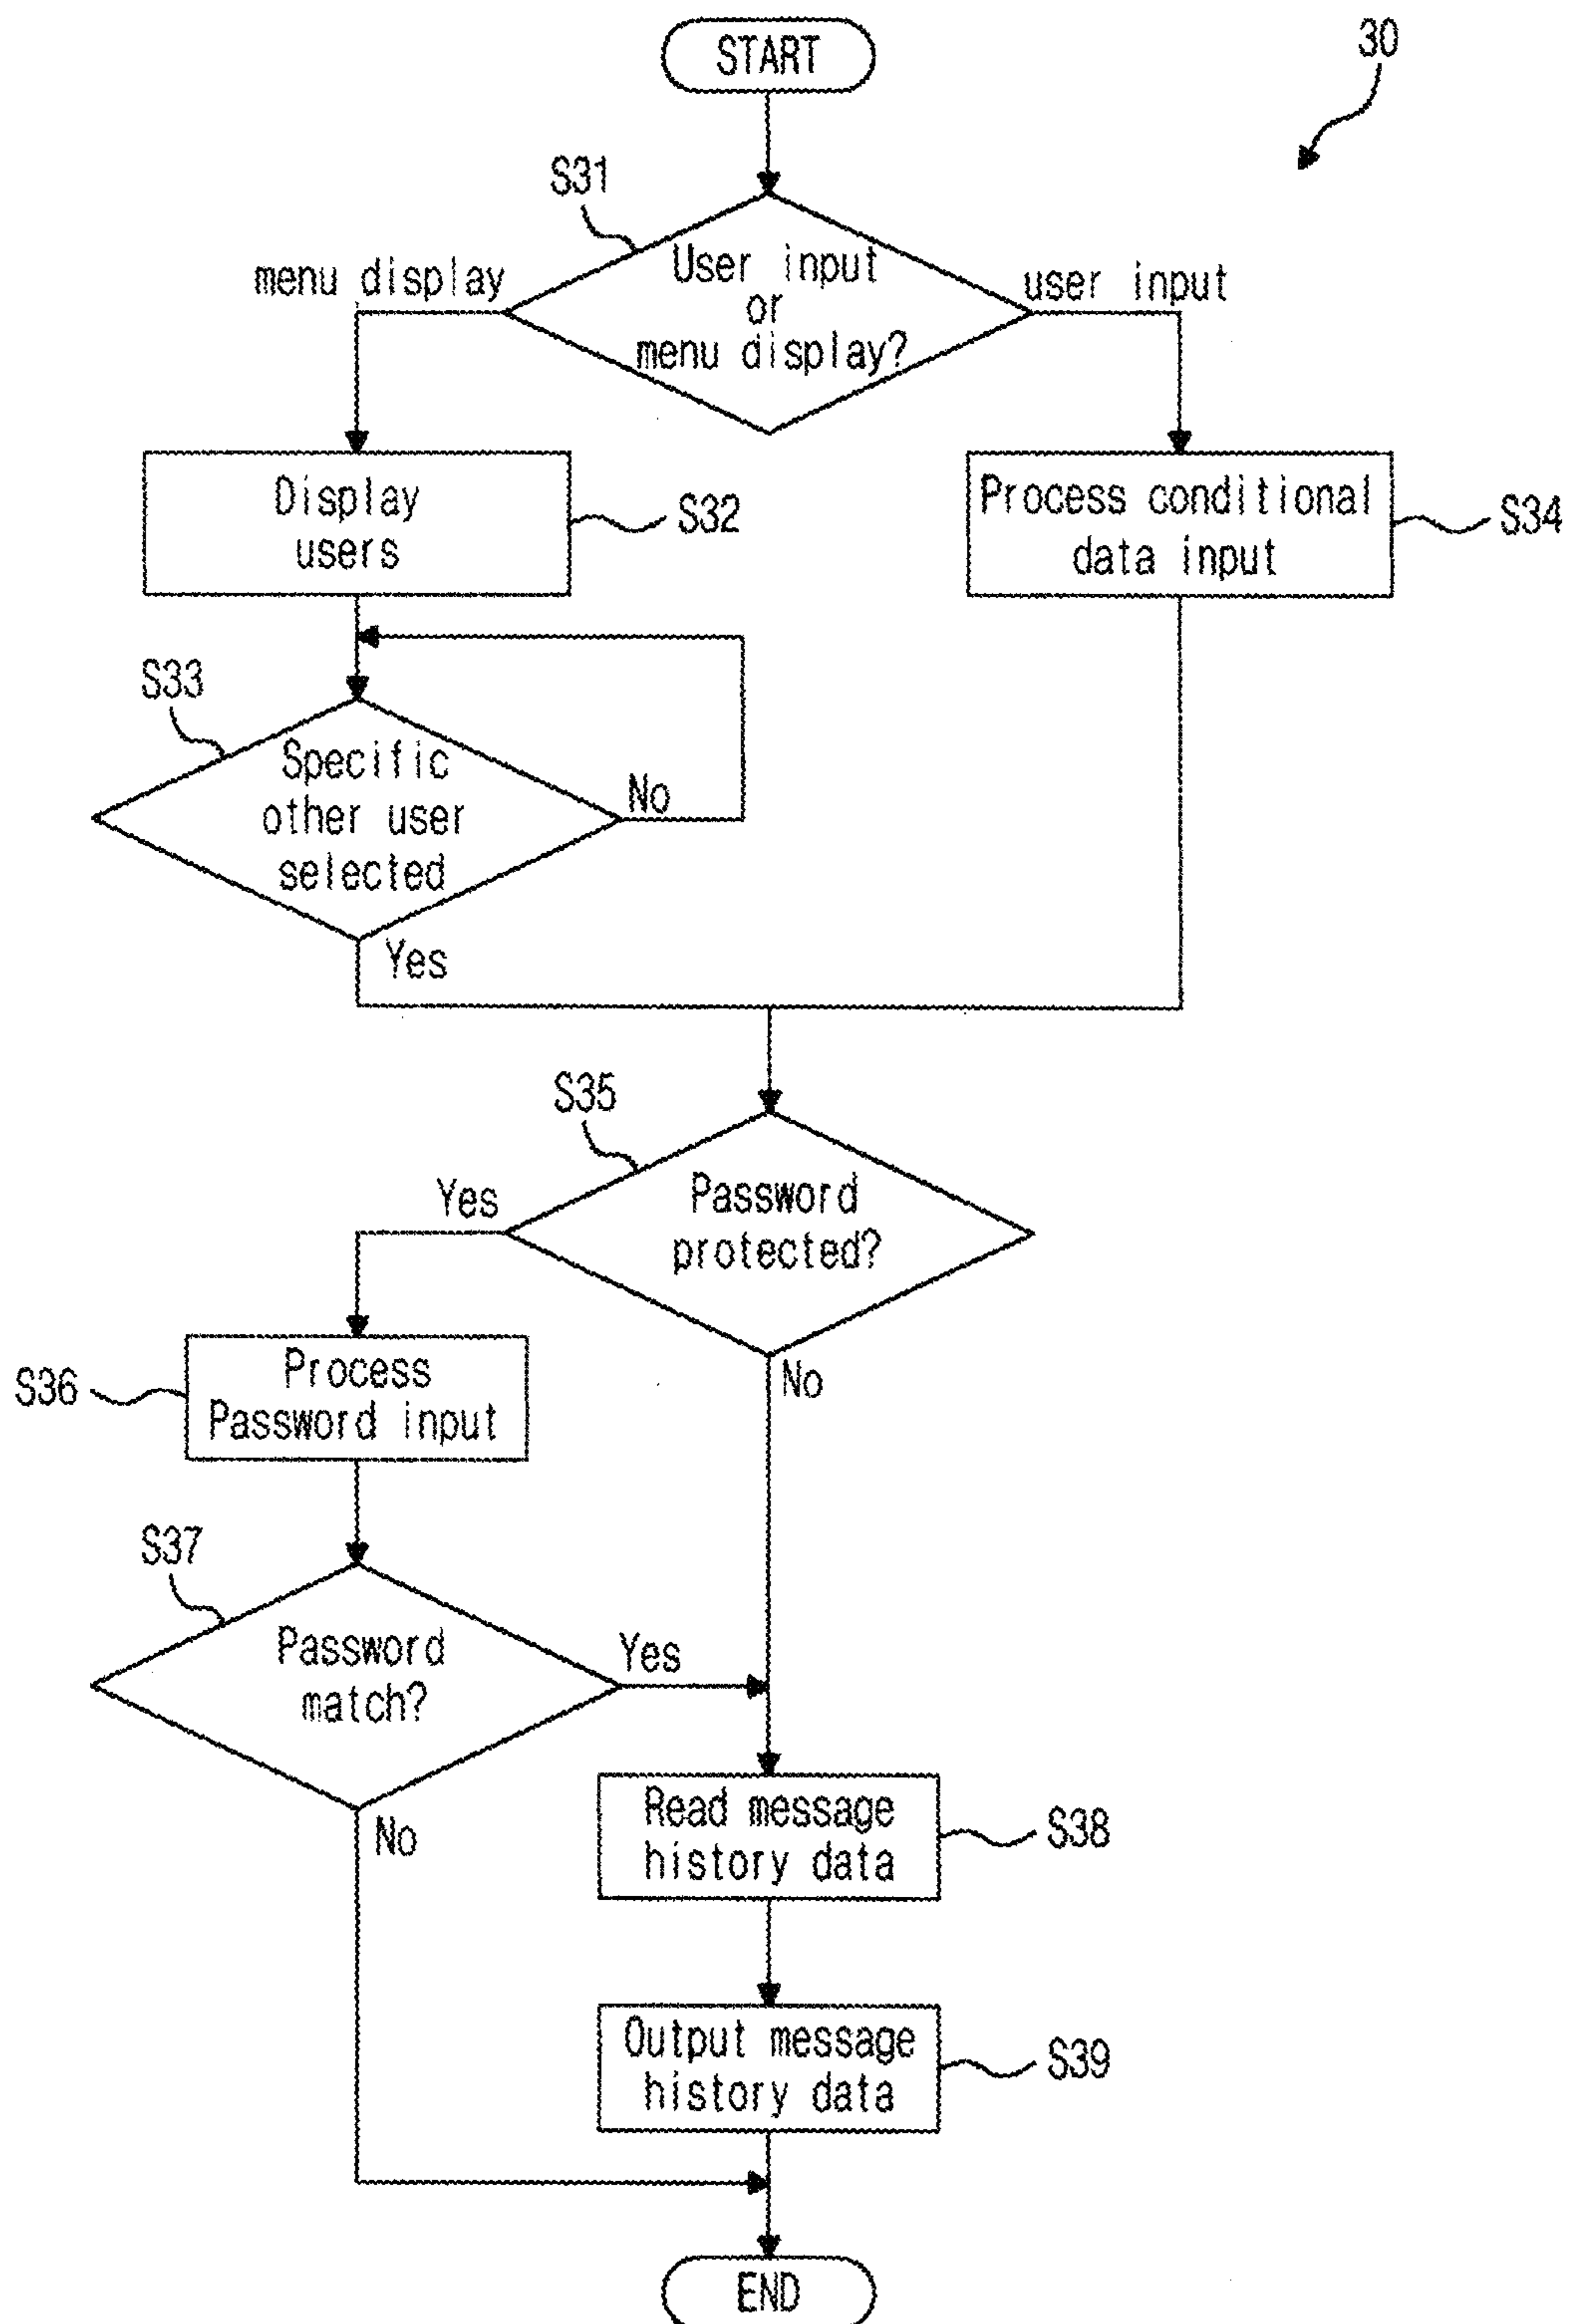 START
30
S31
User input
or
menu display?
menu display
user input
Display
users
S32
Process conditional
data input
S34
S33
Specific
other user
selected
No
Yes
S35
Password
protected?
Yes
No
S36
Process
Password input
S37
Password
match?
Yes
No
Read message
history data
S38
Output message
history data
S39
END